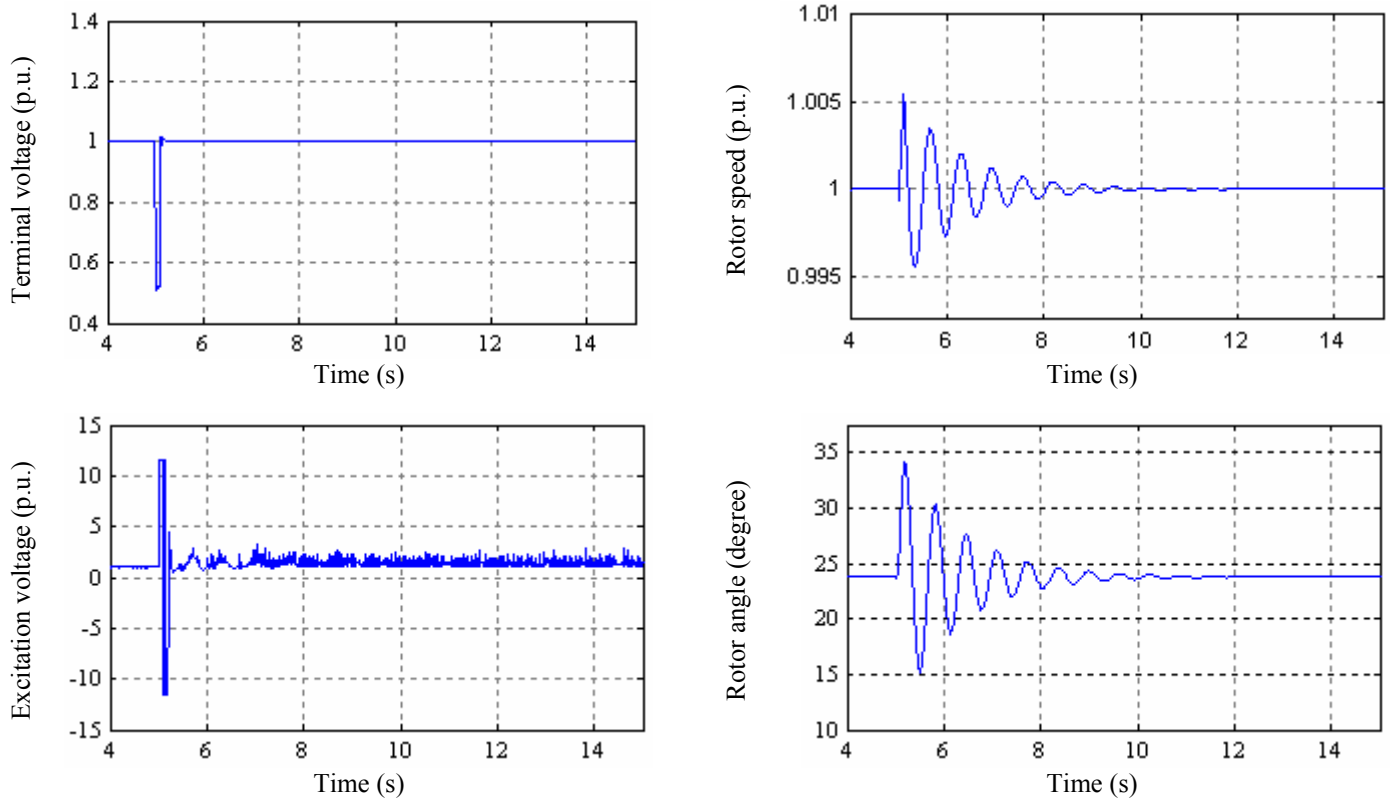 Terminal voltage (p.u.)
1.4
1.2
1
0.8
0.6
0.4
4 6 8 10 12 14
Time (s)
Rotor speed (p.u.)
1.01
1.005
1
0.995
4 6 8 10 12 14
Time (s)
Excitation voltage (p.u.)
15
10
5
0
-5
-10
-15
4 6 8 10 12 14
Time (s)
Rotor angle (degree)
35
30
25
20
15
10
4 6 8 10 12 14
Time (s)